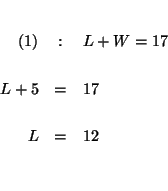 (1) : L + W = 17
L + 5 = 17
L = 12